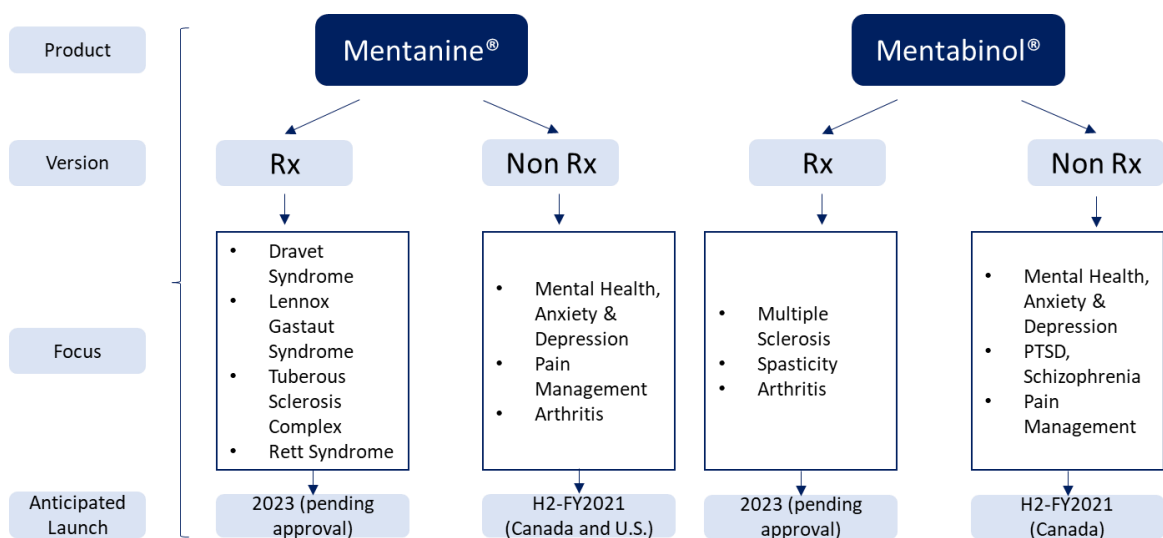 Product
Mentanine®
Mentabinol®
Version
Rx
Non Rx
Rx
Non Rx
Focus
• Dravet
Syndrome
• Lennox
Gastaut
Syndrome
• Tuberous
Sclerosis
Complex
• Rett Syndrome
• Mental Health,
Anxiety &
Depression
• Pain
Management
• Arthritis
• Multiple
Sclerosis
• Spasticity
• Arthritis
• Mental Health,
Anxiety &
Depression
• PTSD,
Schizophrenia
• Pain
Management
Anticipated
Launch
2023 (pending
approval)
H2-FY2021
(Canada and U.S.)
2023 (pending
approval)
H2-FY2021
(Canada)